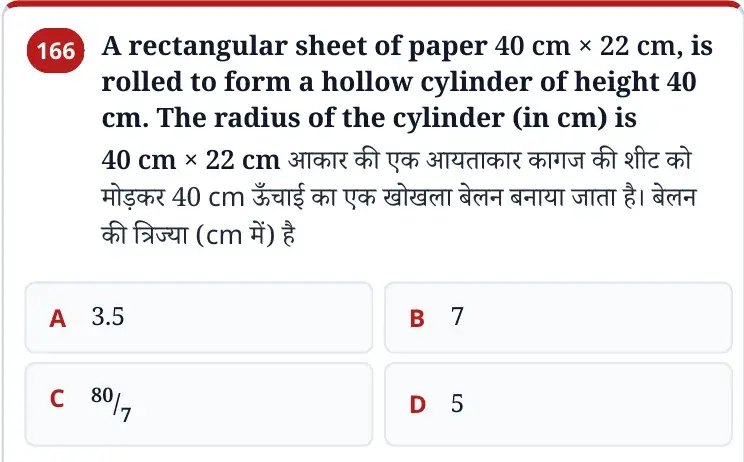 166 A rectangular sheet of paper 40 cm × 22 cm, is
rolled to form a hollow cylinder of height 40
cm. The radius of the cylinder (in cm) is
40 cm × 22 cm आकार की एक आयताकार कागज की शीट को
मोड़कर 40 cm ऊँचाई का एक खोखला बेलन बनाया जाता है। बेलन
की त्रिज्या (cm में) है
A 3.5
B 7
C 80/7
D 5